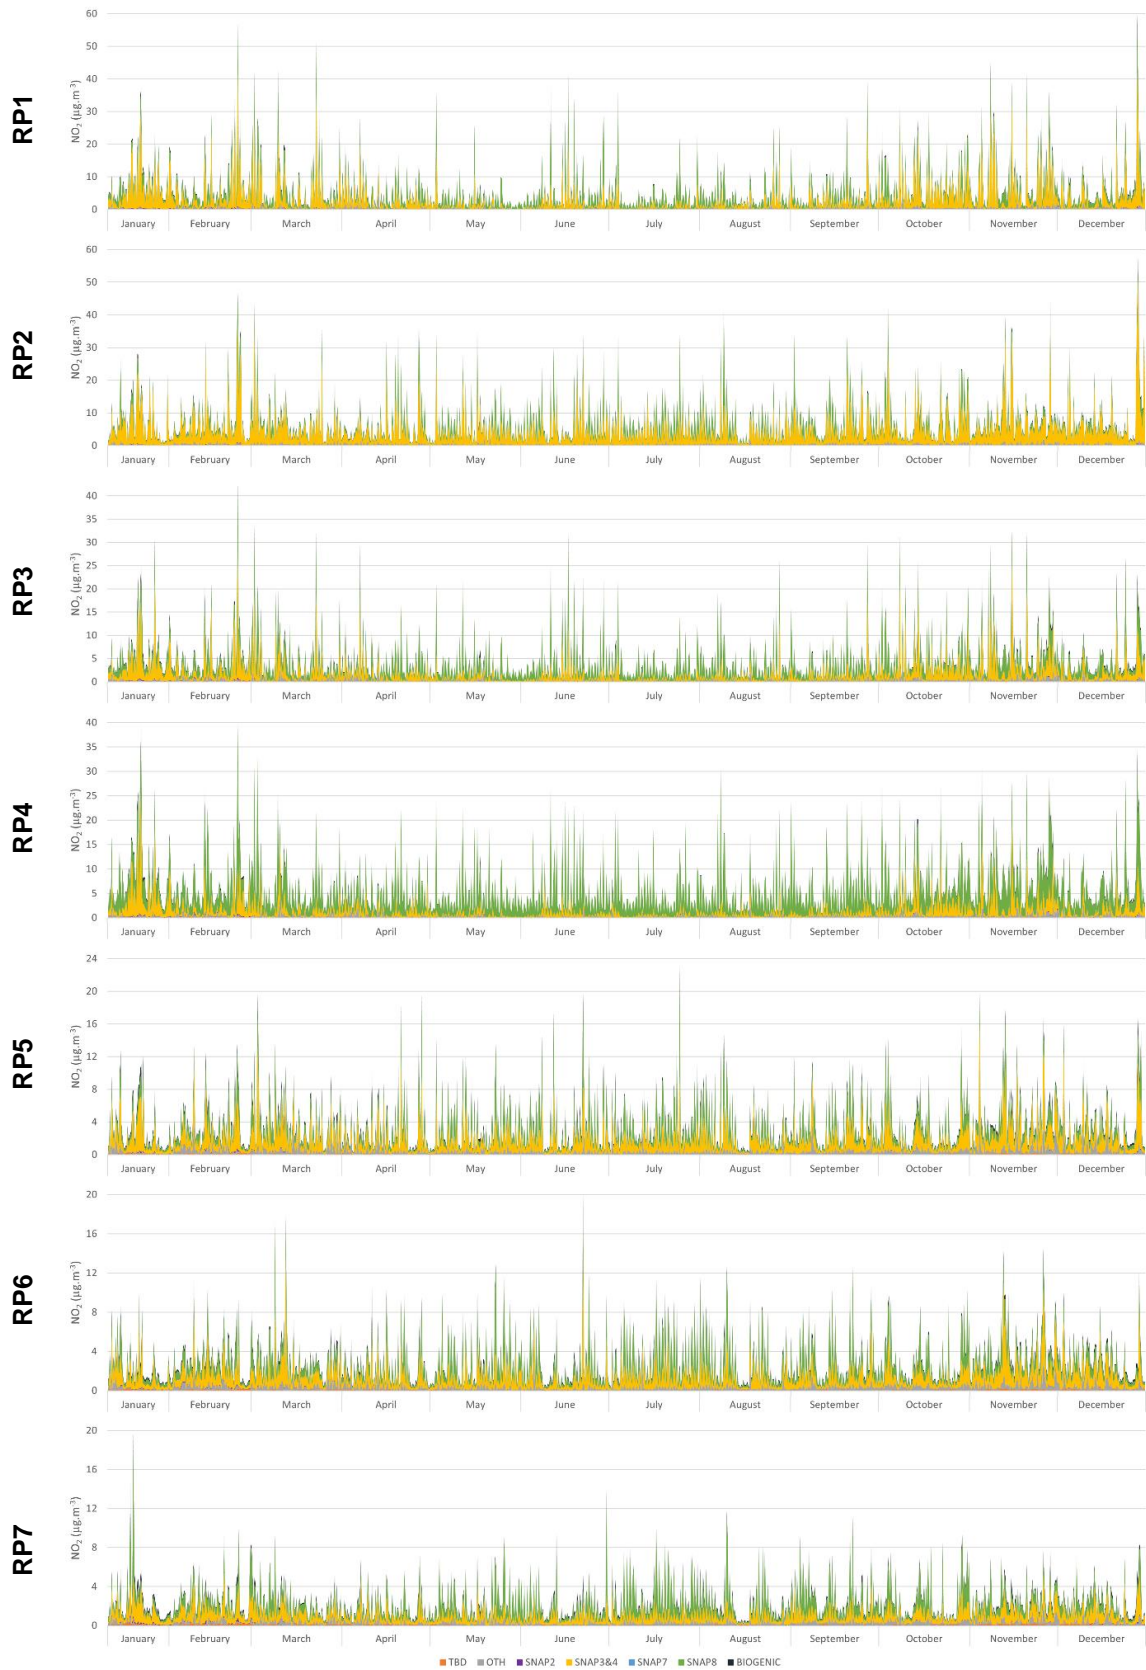 RP1
NO2 (µg.m-3)
60
50
40
30
20
10
0
January February March April May June July August September October November December
RP2
NO2 (µg.m-3)
60
50
40
30
20
10
0
January February March April May June July August September October November December
RP3
NO2 (µg.m-3)
40
35
30
25
20
15
10
5
0
January February March April May June July August September October November December
RP4
NO2 (µg.m-3)
40
35
30
25
20
15
10
5
0
January February March April May June July August September October November December
RP5
NO2 (µg.m-3)
24
20
16
12
8
4
0
January February March April May June July August September October November December
RP6
NO2 (µg.m-3)
20
16
12
8
4
0
January February March April May June July August September October November December
RP7
NO2 (µg.m-3)
20
16
12
8
4
0
January February March April May June July August September October November December
TBD OTH SNAP2 SNAP3&4 SNAP7 SNAP8 BIOGENIC